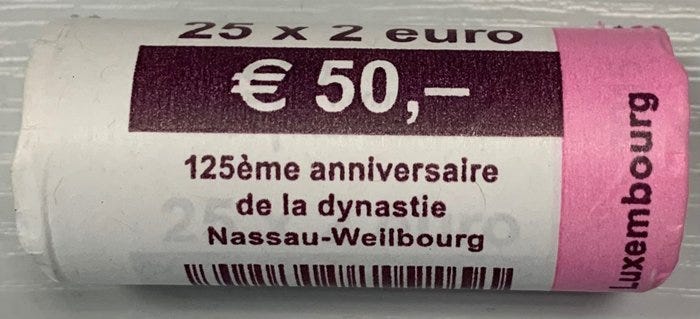 25 x 2 euro
€ 50,–
125ème anniversaire
de la dynastie
Nassau-Weilbourg
Luxembourg